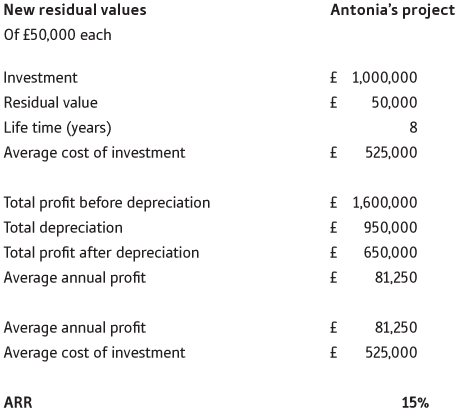 New residual values Antonia's project
Of £50,000 each
Investment £ 1,000,000
Residual value £ 50,000
Life time (years) 8
Average cost of investment £ 525,000
Total profit before depreciation £ 1,600,000
Total depreciation £ 950,000
Total profit after depreciation £ 650,000
Average annual profit £ 81,250
Average annual profit £ 81,250
Average cost of investment £ 525,000
ARR 15%